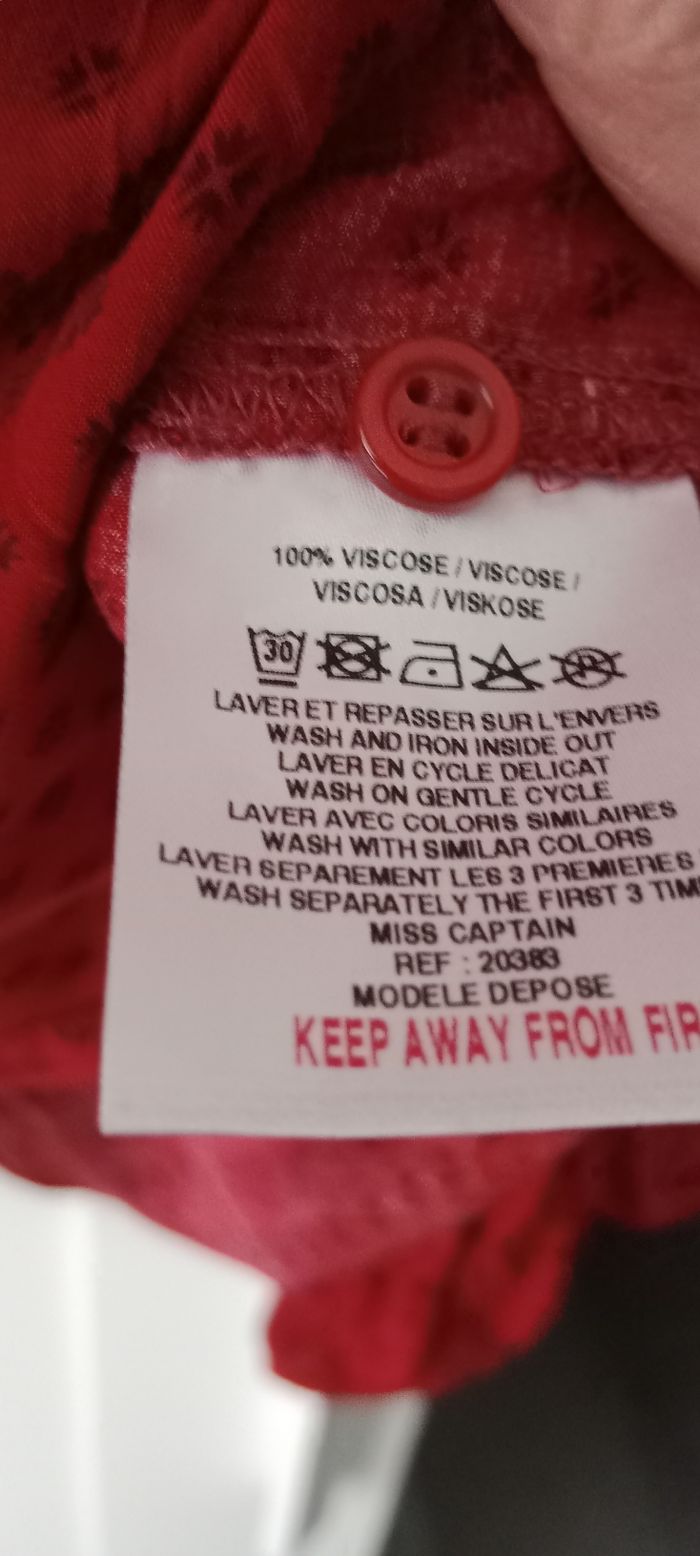 100% VISCOSE / VISCOSE /
VISCOSA / VISKOSE
30 P
LAVER ET REPASSER SUR L'ENVERS
WASH AND IRON INSIDE OUT
LAVER EN CYCLE DELICAT
WASH ON GENTLE CYCLE
LAVER AVEC COLORIS SIMILAIRES
WASH WITH SIMILAR COLORS
LAVER SEPAREMENT LES 3 PREMIERES
WASH SEPARATELY THE FIRST 3
MISS CAPTAIN
REF : 20383
MODELE DEPOSE
KEEP AWAY FROM